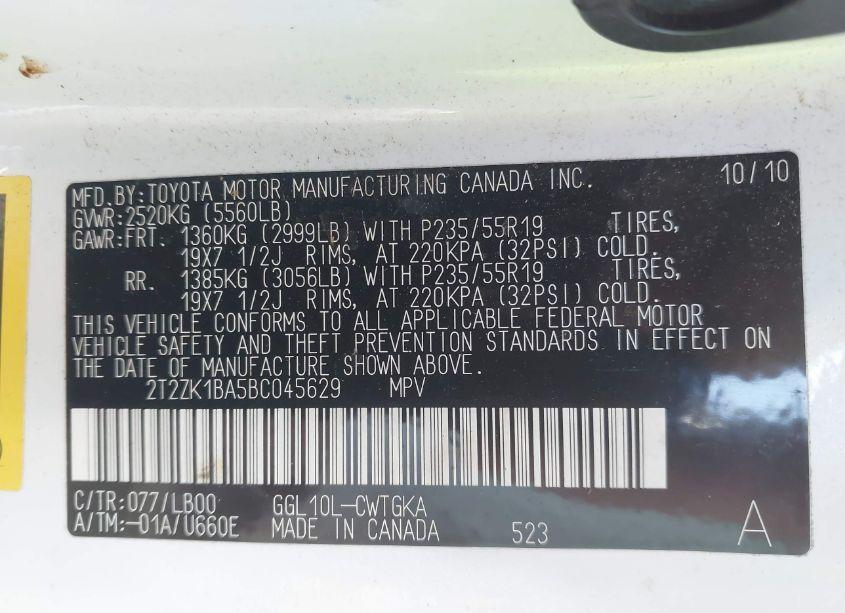 MFD.BY:TOYOTA MOTOR MANUFACTURING CANADA INC. 10/10
GVWR:2520KG (5560LB)
GAWR:FRT. 1360KG (2999LB) WITH P235/55R19 TIRES,
19X7 1/2J RIMS, AT 220KPA (32PSI) COLD.
RR. 1385KG (3056LB) WITH P235/55R19 TIRES,
19X7 1/2J RIMS, AT 220KPA (32PSI) COLD.
THIS VEHICLE CONFORMS TO ALL APPLICABLE FEDERAL MOTOR
VEHICLE SAFETY AND THEFT PREVENTION STANDARDS IN EFFECT ON
THE DATE OF MANUFACTURE SHOWN ABOVE.
2T2ZK1BA5BC045629 MPV
C/TR:077/LB00 GGL10L-CWTGKA
A/TM:-01A/U660E MADE IN CANADA 523 A